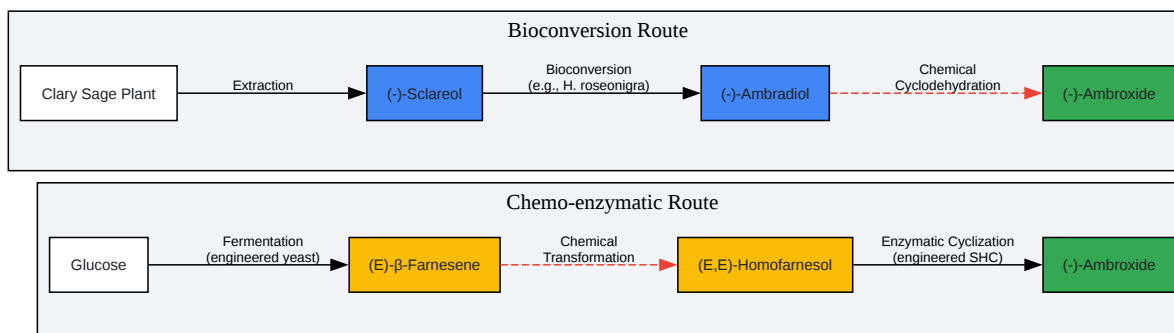 Bioconversion Route
Clary Sage Plant
Extraction
(-)-Sclareol
Bioconversion
(e.g., H. roseonigra)
(-)-Ambradiol
Chemical
Cyclodehydration
(-)-Ambroxide
Chemo-enzymatic Route
Glucose
Fermentation
(engineered yeast)
(E)-β-Farnesene
Chemical
Transformation
(E,E)-Homofarnesol
Enzymatic Cyclization
(engineered SHC)
(-)-Ambroxide